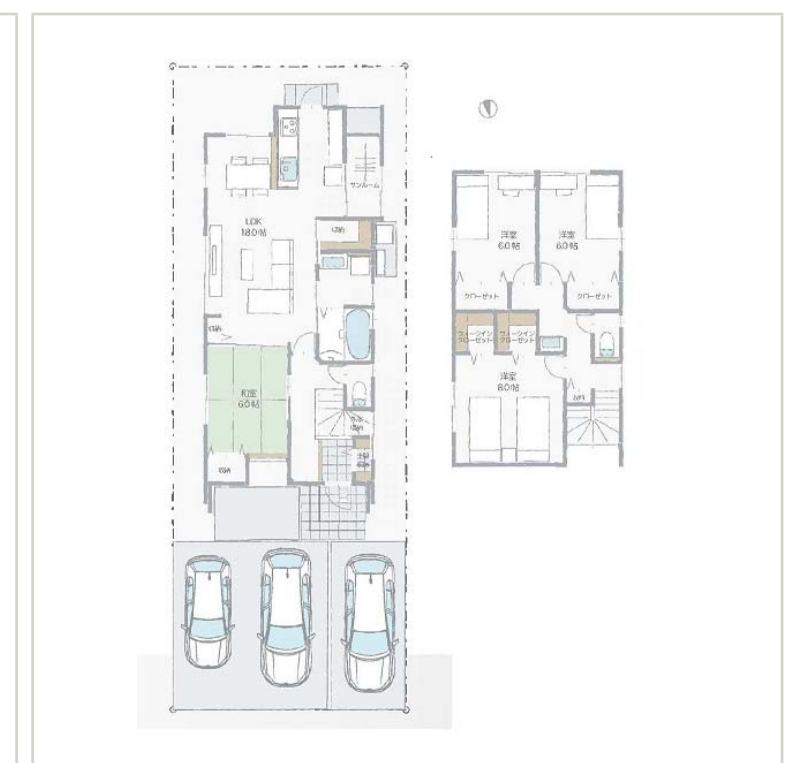 サンルーム
LDK
18.0帖
収納
収納
和室
6.0帖
収納
収納
洋室
6.0帖
洋室
6.0帖
クローゼット
クローゼット
ウォークイン
クローゼット
ウォークイン
クローゼット
洋室
8.0帖
収納